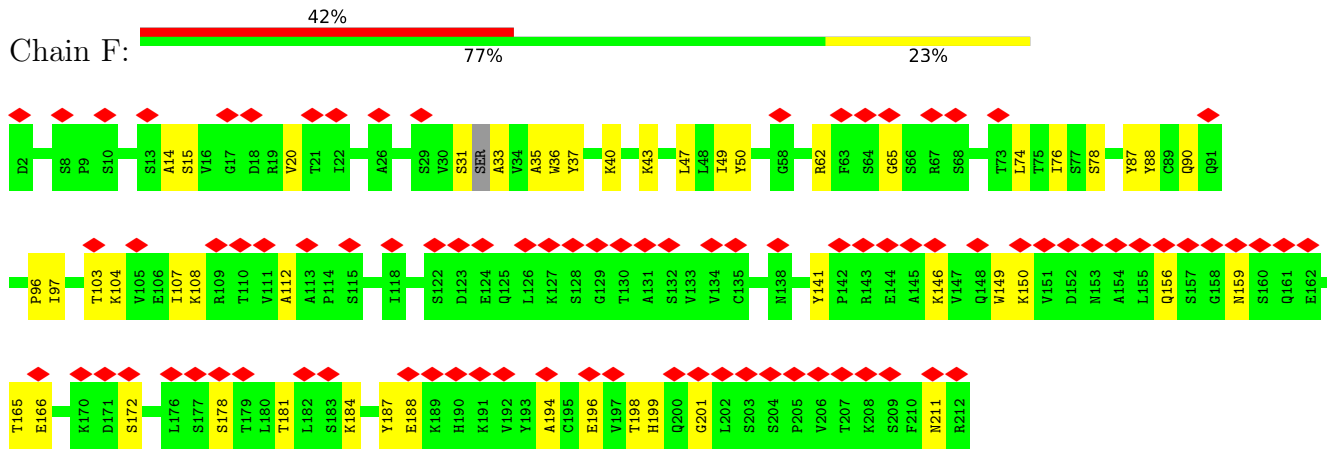 42%
Chain F:
77% 23%
D2 S8 P9 S10 S13 A14 S15 V16 G17 D18 R19 V20 T21 I22 A26 S29 V30 S31 SER A33 V34 A35 W36 Y37 K40 K43 L47 L48 I49 Y50 G58 R62 F63 S64 G65 S66 R67 S68 T73 L74 T75 I76 S77 S78 Y87 Y88 C89 Q90 Q91
P96 I97 T103 K104 V105 E106 I107 K108 R109 T110 V111 A112 A113 P114 S115 I118 S122 D123 E124 Q125 L126 K127 S128 G129 T130 A131 S132 V133 V134 C135 N138 Y141 P142 R143 E144 A145 K146 V147 Q148 W149 K150 V151 D152 N153 A154 L155 Q156 S157 G158 N159 S160 Q161 E162
T165 E166 K170 D171 S172 L176 S177 S178 T179 L180 T181 L182 S183 K184 Y187 E188 K189 H190 K191 V192 Y193 A194 C195 E196 V197 T198 H199 Q200 G201 L202 S203 S204 P205 V206 T207 K208 S209 F210 N211 R212